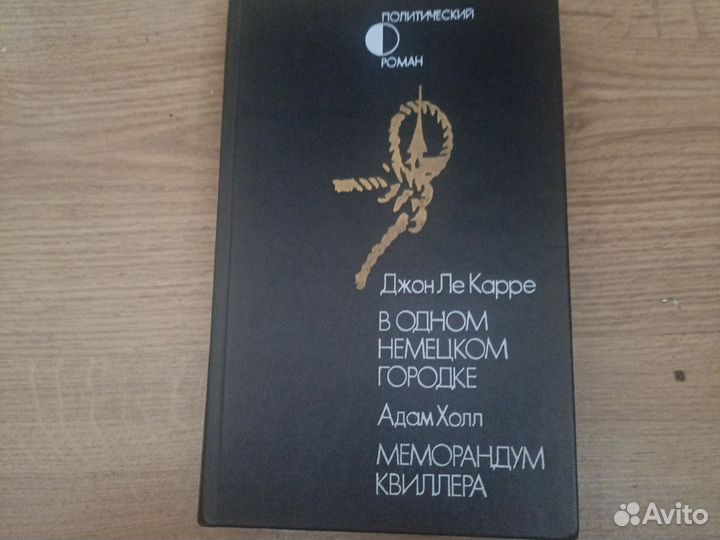 ПОЛИТИЧЕСКИЙ
РОМАН
Джон Ле Карре
В ОДНОМ
НЕМЕЦКОМ
ГОРОДКЕ
Адам Холл
МЕМОРАНДУМ
КВИЛЛЕРА
Avito